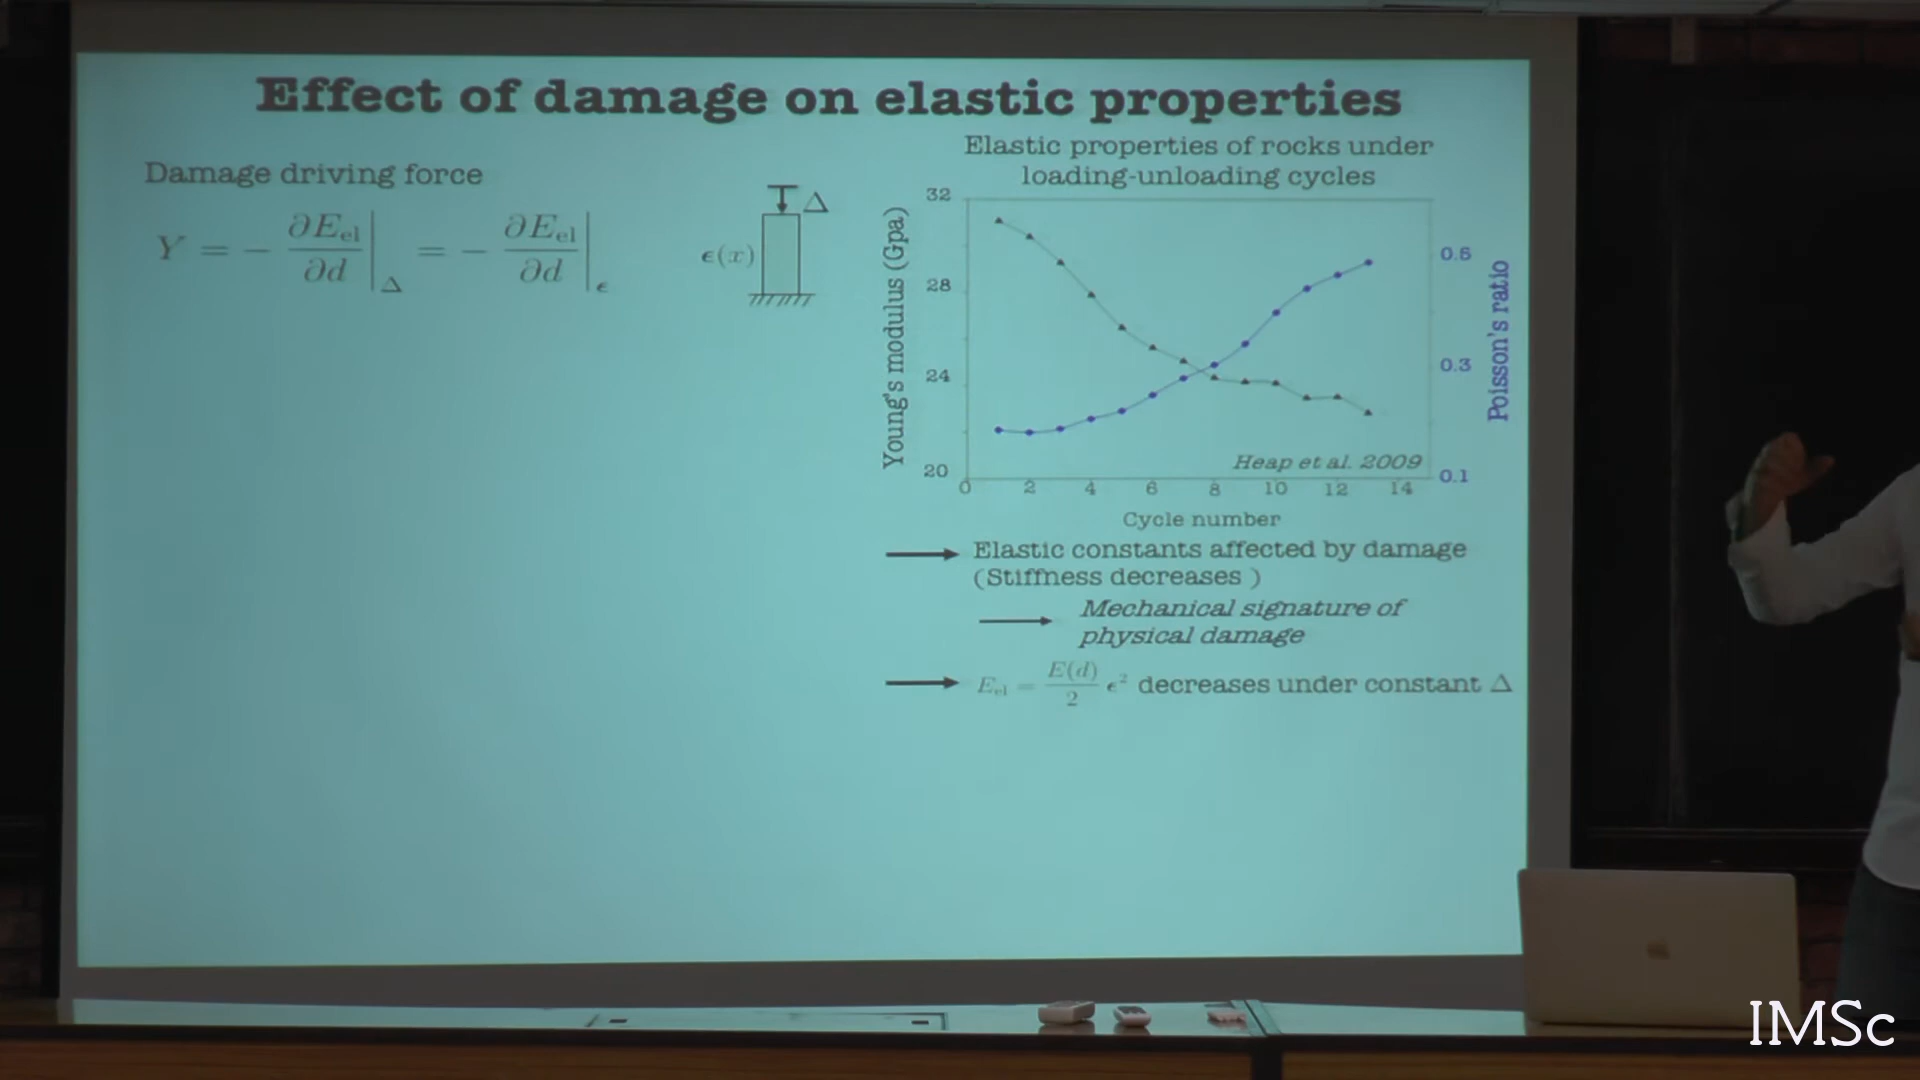 Effect of damage on elastic properties
Damage driving force
Y = - ∂E_el/∂d |_Δ = - ∂E_el/∂d |_ϵ
Δ
ϵ(x)
Elastic properties of rocks under
loading-unloading cycles
Young's modulus (Gpa)
32
28
24
20
0 2 4 6 8 10 12 14
Cycle number
0.5
0.3
0.1
Poisson's ratio
Heap et al. 2009
Elastic constants affected by damage
(Stiffness decreases )
Mechanical signature of
physical damage
E_el = E(d)/2 ϵ² decreases under constant Δ
IMSc